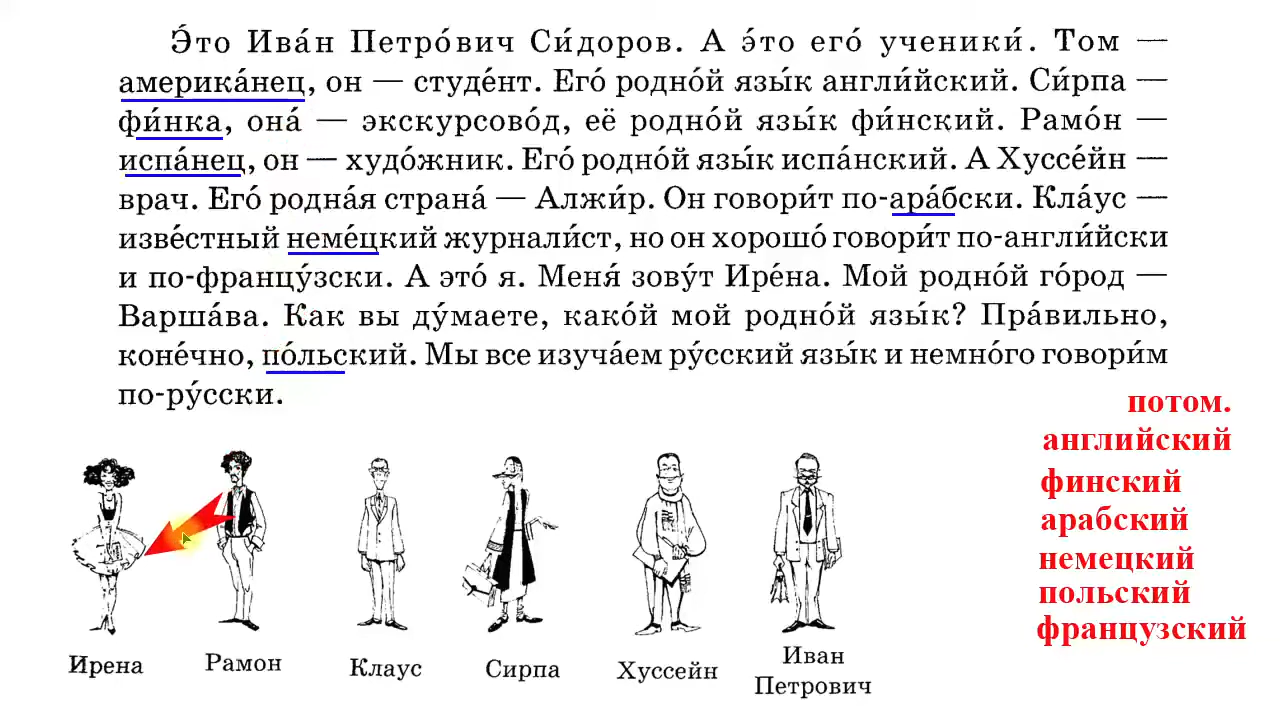 Э́то Ива́н Петро́вич Си́доров. А э́то его́ ученики́. Том —
америка́нец, он — студе́нт. Его́ родно́й язы́к англи́йский. Си́рпа —
фи́нка, она́ — экскурсово́д, её родно́й язы́к фи́нский. Рамо́н —
испа́нец, он — худо́жник. Его́ родно́й язы́к испа́нский. А Хуссе́йн —
врач. Его́ родна́я страна́ — Алжи́р. Он говори́т по-ара́бски. Кла́ус —
изве́стный неме́цкий журнали́ст, но он хорошо́ говори́т по-англи́йски
и по-францу́зски. А это́ я. Меня́ зову́т Ире́на. Мой родно́й го́род —
Варша́ва. Как вы ду́маете, како́й мой родно́й язы́к? Пра́вильно,
коне́чно, по́льский. Мы все изуча́ем ру́сский язы́к и немно́го говори́м
по-ру́сски.
потом.
английский
финский
арабский
немецкий
польский
французский
Ирена Рамон Клаус Сирпа Хуссейн Иван
Петрович